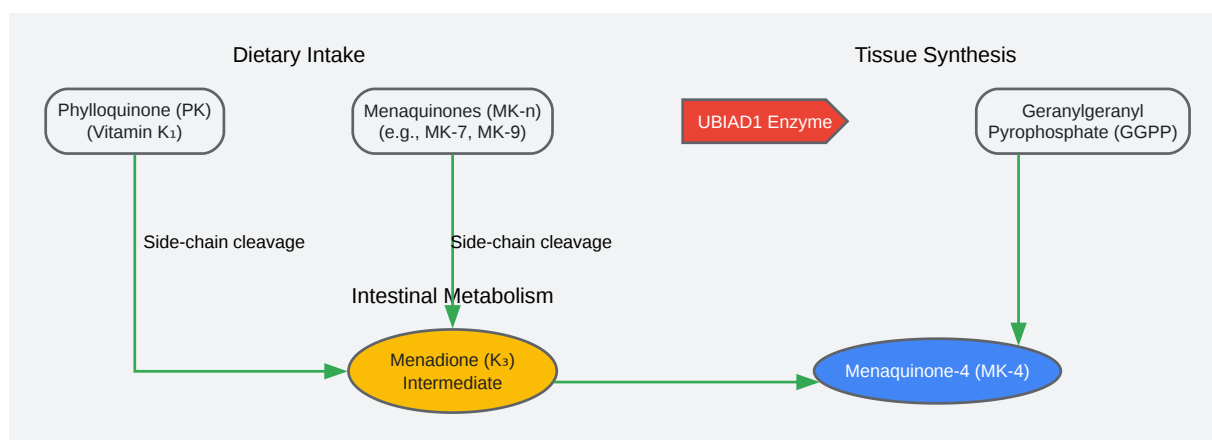 Dietary Intake
Tissue Synthesis
Phylloquinone (PK)
(Vitamin K₁)
Menaquinones (MK-n)
(e.g., MK-7, MK-9)
UBIAD1 Enzyme
Geranylgeranyl
Pyrophosphate (GGPP)
Side-chain cleavage
Side-chain cleavage
Intestinal Metabolism
Menadione (K₃)
Intermediate
Menaquinone-4 (MK-4)